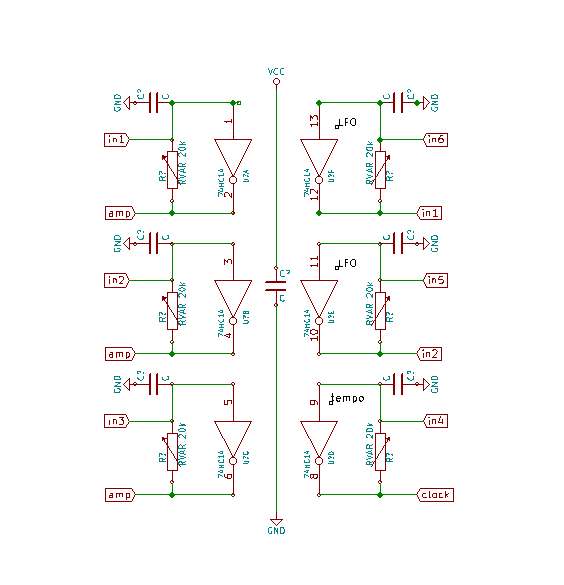 VCC
GND
C?
C
1
in1
R?
RVAR 20k
74HC14
U?A
2
amp
C?
C
GND
13
LFO
in6
RVAR 20k
R?
74HC14
U?F
12
in1
GND
C?
C
3
in2
R?
RVAR 20k
74HC14
U?B
4
amp
C?
C
C?
C
GND
11
LFO
in5
RVAR 20k
R?
74HC14
U?E
10
in2
GND
C?
C
5
in3
R?
RVAR 20k
74HC14
U?C
6
amp
C?
C
GND
9
tempo
in4
RVAR 20k
R?
74HC14
U?D
8
clock
GND